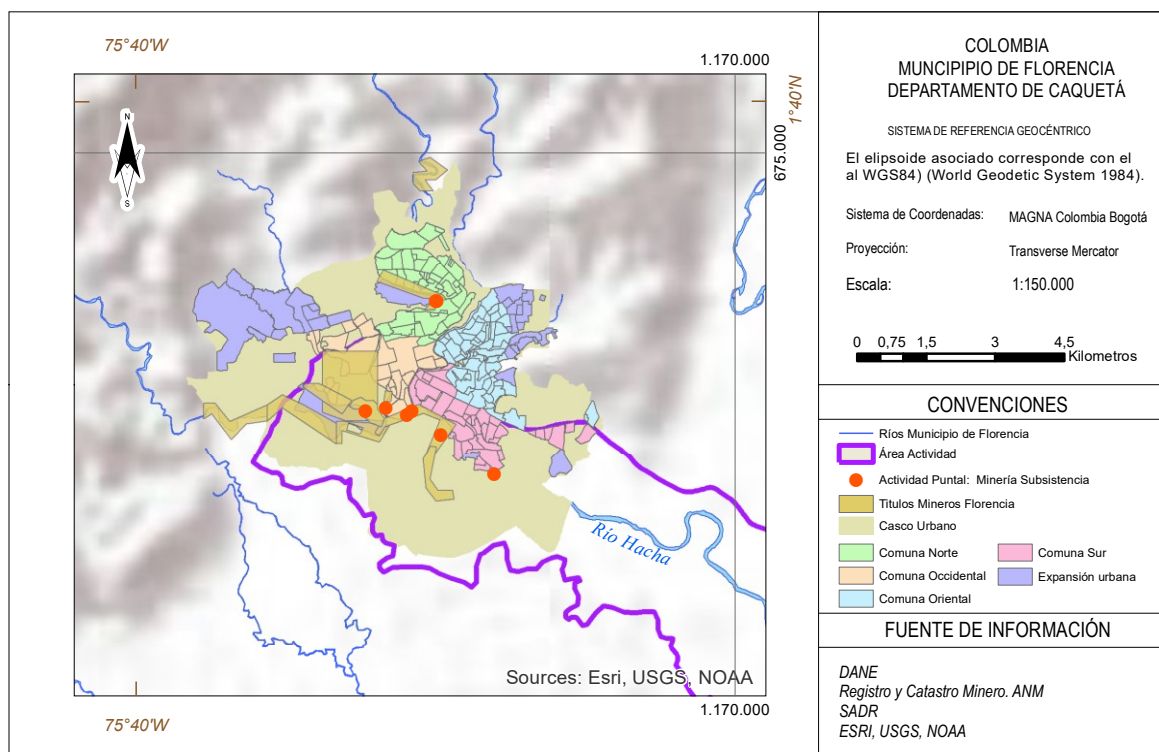 75°40'W
1.170.000
1°40'N
675.000
N
S
Río Hacha
Sources: Esri, USGS, NOAA
75°40'W
1.170.000
COLOMBIA
MUNCIPIPIO DE FLORENCIA
DEPARTAMENTO DE CAQUETÁ
SISTEMA DE REFERENCIA GEOCÉNTRICO
El elipsoide asociado corresponde con el
al WGS84) (World Geodetic System 1984).
Sistema de Coordenadas: MAGNA Colombia Bogotá
Proyección: Transverse Mercator
Escala: 1:150.000
0 0,75 1,5 3 4,5
Kilometros
CONVENCIONES
Ríos Municipio de Florencia
Área Actividad
Actividad Puntal: Minería Subsistencia
Titulos Mineros Florencia
Casco Urbano
Comuna Norte Comuna Sur
Comuna Occidental Expansión urbana
Comuna Oriental
FUENTE DE INFORMACIÓN
DANE
Registro y Catastro Minero. ANM
SADR
ESRI, USGS, NOAA